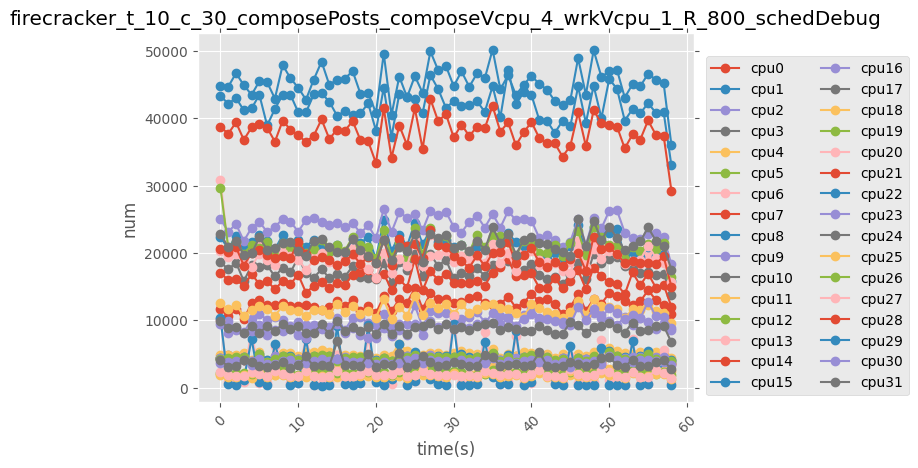 firecracker_t_10_c_30_composePosts_composeVcpu_4_wrkVcpu_1_R_800_schedDebug
50000
40000
30000
20000
10000
0
num
0
10
20
30
40
50
60
time(s)
cpu0
cpu1
cpu2
cpu3
cpu4
cpu5
cpu6
cpu7
cpu8
cpu9
cpu10
cpu11
cpu12
cpu13
cpu14
cpu15
cpu16
cpu17
cpu18
cpu19
cpu20
cpu21
cpu22
cpu23
cpu24
cpu25
cpu26
cpu27
cpu28
cpu29
cpu30
cpu31